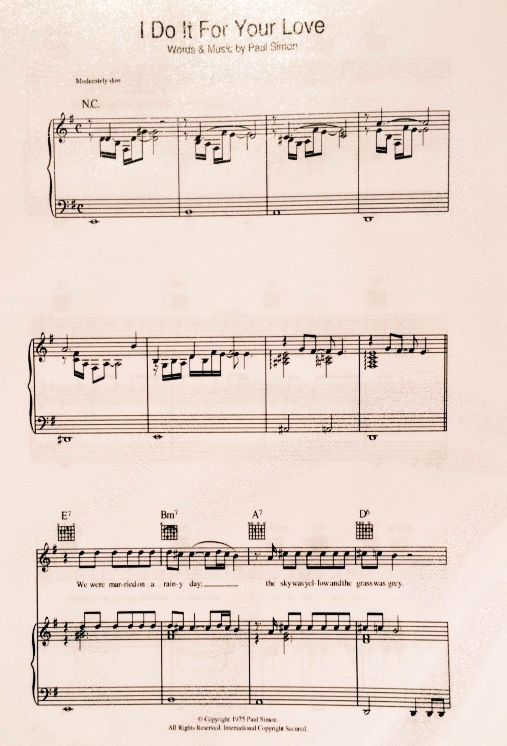 I Do It For Your Love
Words & Music by Paul Simon
Moderately slow
N.C.
E7 Bm7 A7 D6
We were mar-ried on a rain-y day; the sky was yel-low and the grass was grey.
© Copyright 1975 Paul Simon.
All Rights Reserved. International Copyright Secured.